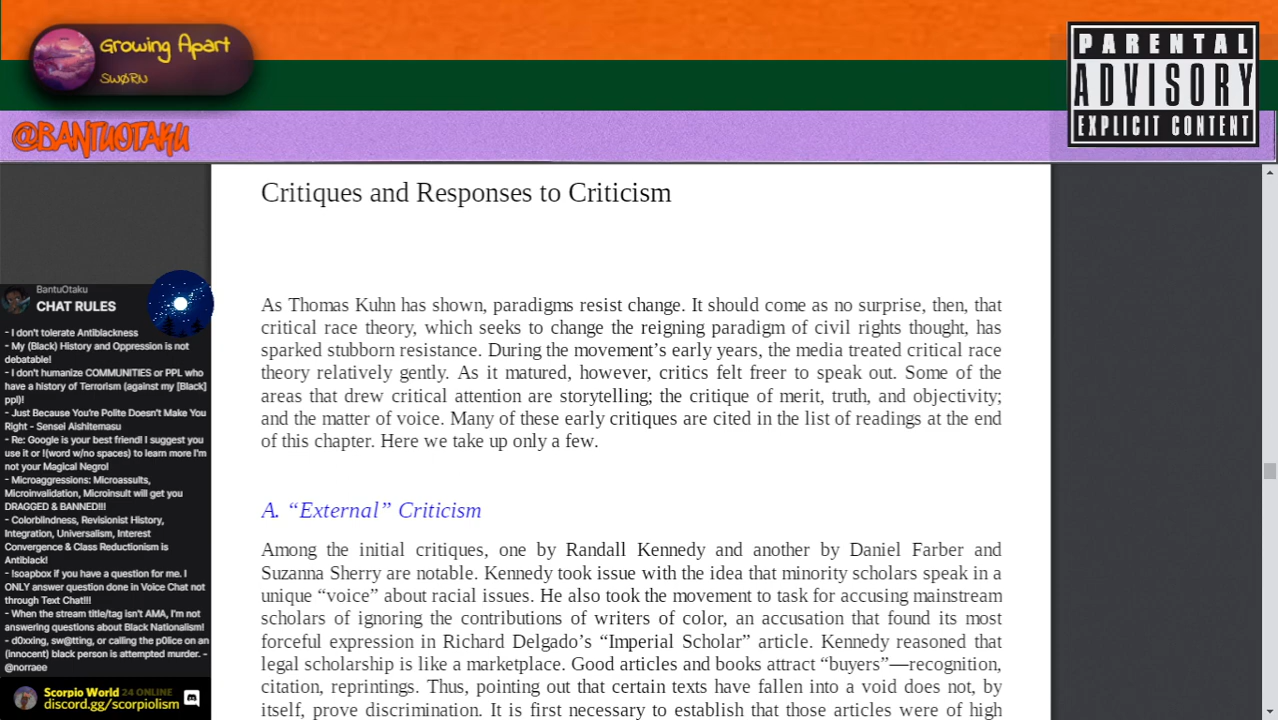 Growing Apart
SWØRN
PARENTAL
ADVISORY
EXPLICIT CONTENT
@BANTUOTAKU
Critiques and Responses to Criticism
As Thomas Kuhn has shown, paradigms resist change. It should come as no surprise, then, that
critical race theory, which seeks to change the reigning paradigm of civil rights thought, has
sparked stubborn resistance. During the movement’s early years, the media treated critical race
theory relatively gently. As it matured, however, critics felt freer to speak out. Some of the
areas that drew critical attention are storytelling; the critique of merit, truth, and objectivity;
and the matter of voice. Many of these early critiques are cited in the list of readings at the end
of this chapter. Here we take up only a few.
A. “External” Criticism
Among the initial critiques, one by Randall Kennedy and another by Daniel Farber and
Suzanna Sherry are notable. Kennedy took issue with the idea that minority scholars speak in a
unique “voice” about racial issues. He also took the movement to task for accusing mainstream
scholars of ignoring the contributions of writers of color, an accusation that found its most
forceful expression in Richard Delgado’s “Imperial Scholar” article. Kennedy reasoned that
legal scholarship is like a marketplace. Good articles and books attract “buyers”—recognition,
citation, reprintings. Thus, pointing out that certain texts have fallen into a void does not, by
itself, prove discrimination. It is first necessary to establish that those articles were of high
BantuOtaku
CHAT RULES
- I don't tolerate Antiblackness
- My (Black) History and Oppression is not
debatable!
- I don't humanize COMMUNITIES or PPL who
have a history of Terrorism (against my [Black]
ppl)!
- Just Because You're Polite Doesn't Make You
Right - Sensei Aishitemasu
- Re: Google is your best friend! I suggest you
use it or !(word w/no spaces) to learn more I'm
not your Magical Negro!
- Microaggressions: Microassults,
Microinvalidation, Microinsult will get you
DRAGGED & BANNED!!!
- Colorblindness, Revisionist History,
Integration, Universalism, Interest
Convergence & Class Reductionism is
Antiblack!
- !soapbox if you have a question for me. I
ONLY answer question done in Voice Chat not
through Text Chat!!!
- When the stream title/tag isn't AMA, I'm not
answering questions about Black Nationalism!
- d0xxing, sw@tting, or calling the p0lice on an
(innocent) black person is attempted murder. -
@norraee
Scorpio World 24 ONLINE
discord.gg/scorpiolism